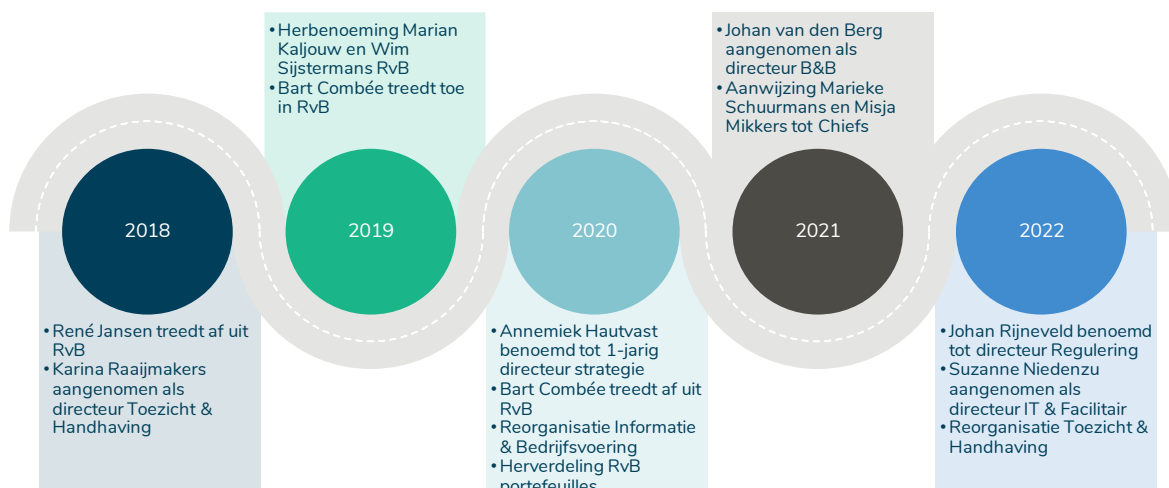 2018
• René Jansen treedt af uit
RvB
• Karina Raaijmakers
aangenomen als
directeur Toezicht &
Handhaving
• Herbenoeming Marian
Kaljouw en Wim
Sijstermans RvB
• Bart Combée treedt toe
in RvB
2019
2020
• Annemiek Hautvast
benoemd tot 1-jarig
directeur strategie
• Bart Combée treedt af uit
RvB
• Reorganisatie Informatie
& Bedrijfsvoering
• Herverdeling RvB
portefeuilles
• Johan van den Berg
aangenomen als
directeur B&B
• Aanwijzing Marieke
Schuurmans en Misja
Mikkers tot Chiefs
2021
2022
• Johan Rijneveld benoemd
tot directeur Regulering
• Suzanne Niedenzu
aangenomen als
directeur IT & Facilitair
• Reorganisatie Toezicht &
Handhaving